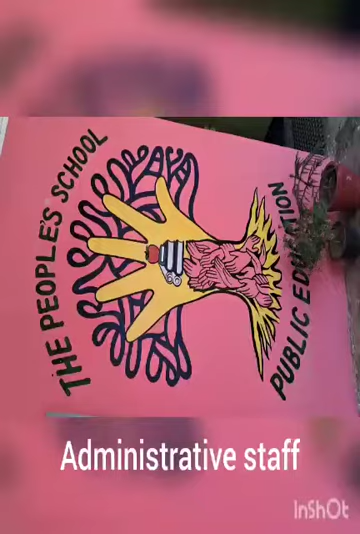 THE PEOPLE'S SCHOOL
PUBLIC EDUCATION
Administrative staff
InShOt